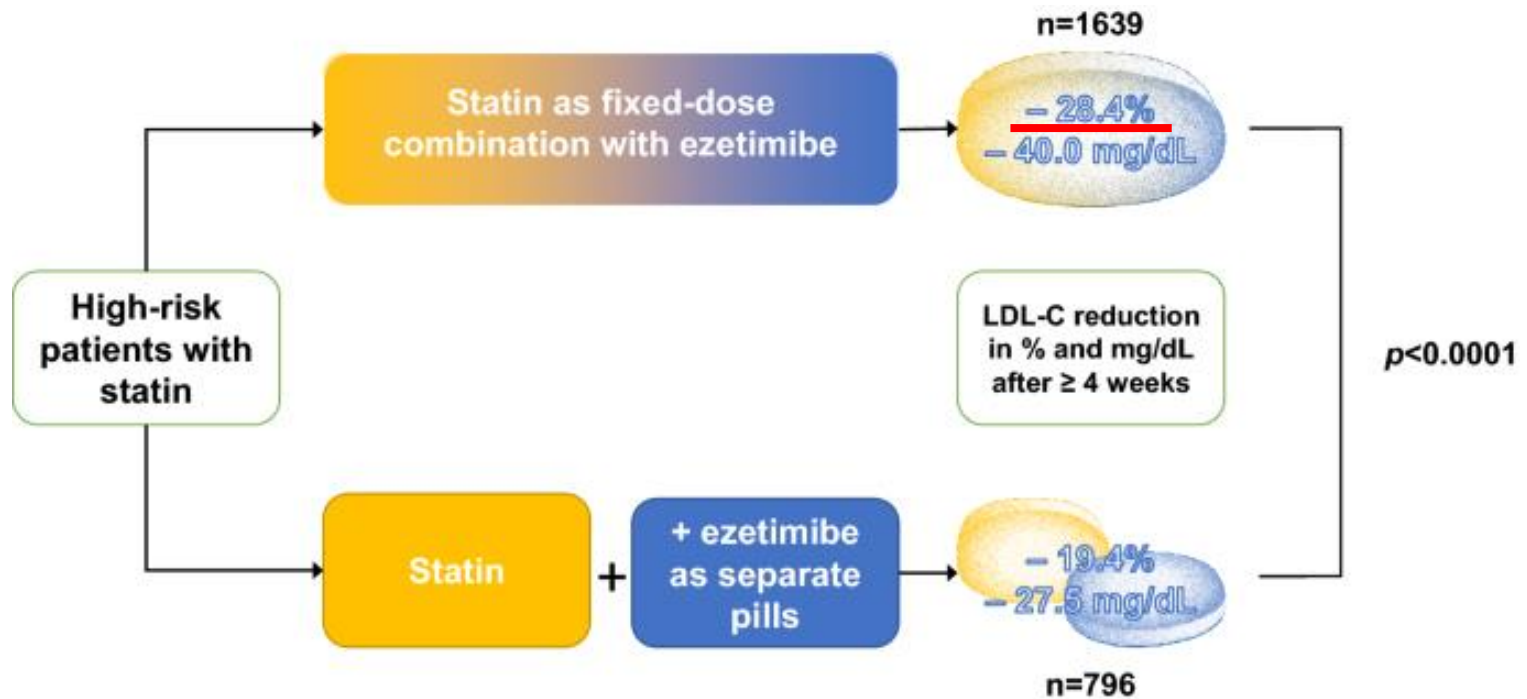 n=1639
Statin as fixed-dose
combination with ezetimibe
– 28.4%
– 40.0 mg/dL
High-risk
patients with
statin
LDL-C reduction
in % and mg/dL
after ≥ 4 weeks
p<0.0001
Statin
+
+ ezetimibe
as separate
pills
– 19.4%
– 27.5 mg/dL
n=796